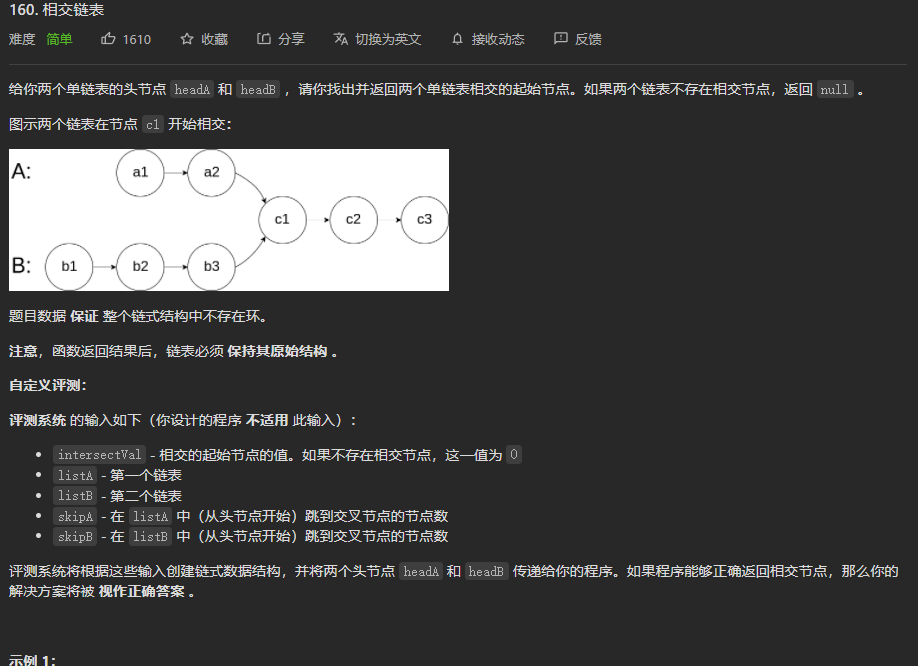 160. 相交链表
难度 简单 1610 收藏 分享 切换为英文 接收动态 反馈
给你两个单链表的头节点 headA 和 headB ，请你找出并返回两个单链表相交的起始节点。如果两个链表不存在相交节点，返回 null 。
图示两个链表在节点 c1 开始相交：
A: a1 a2
c1 c2 c3
B: b1 b2 b3
题目数据 保证 整个链式结构中不存在环。
注意，函数返回结果后，链表必须 保持其原始结构 。
自定义评测：
评测系统 的输入如下（你设计的程序 不适用 此输入）：
intersectVal - 相交的起始节点的值。如果不存在相交节点，这一值为 0
listA - 第一个链表
listB - 第二个链表
skipA - 在 listA 中（从头节点开始）跳到交叉节点的节点数
skipB - 在 listB 中（从头节点开始）跳到交叉节点的节点数
评测系统将根据这些输入创建链式数据结构，并将两个头节点 headA 和 headB 传递给你的程序。如果程序能够正确返回相交节点，那么你的
解决方案将被 视作正确答案 。
示例 1：